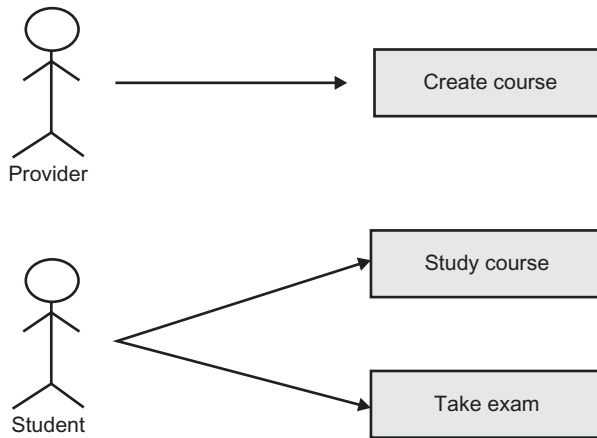 Create course
Provider
Study course
Take exam
Student